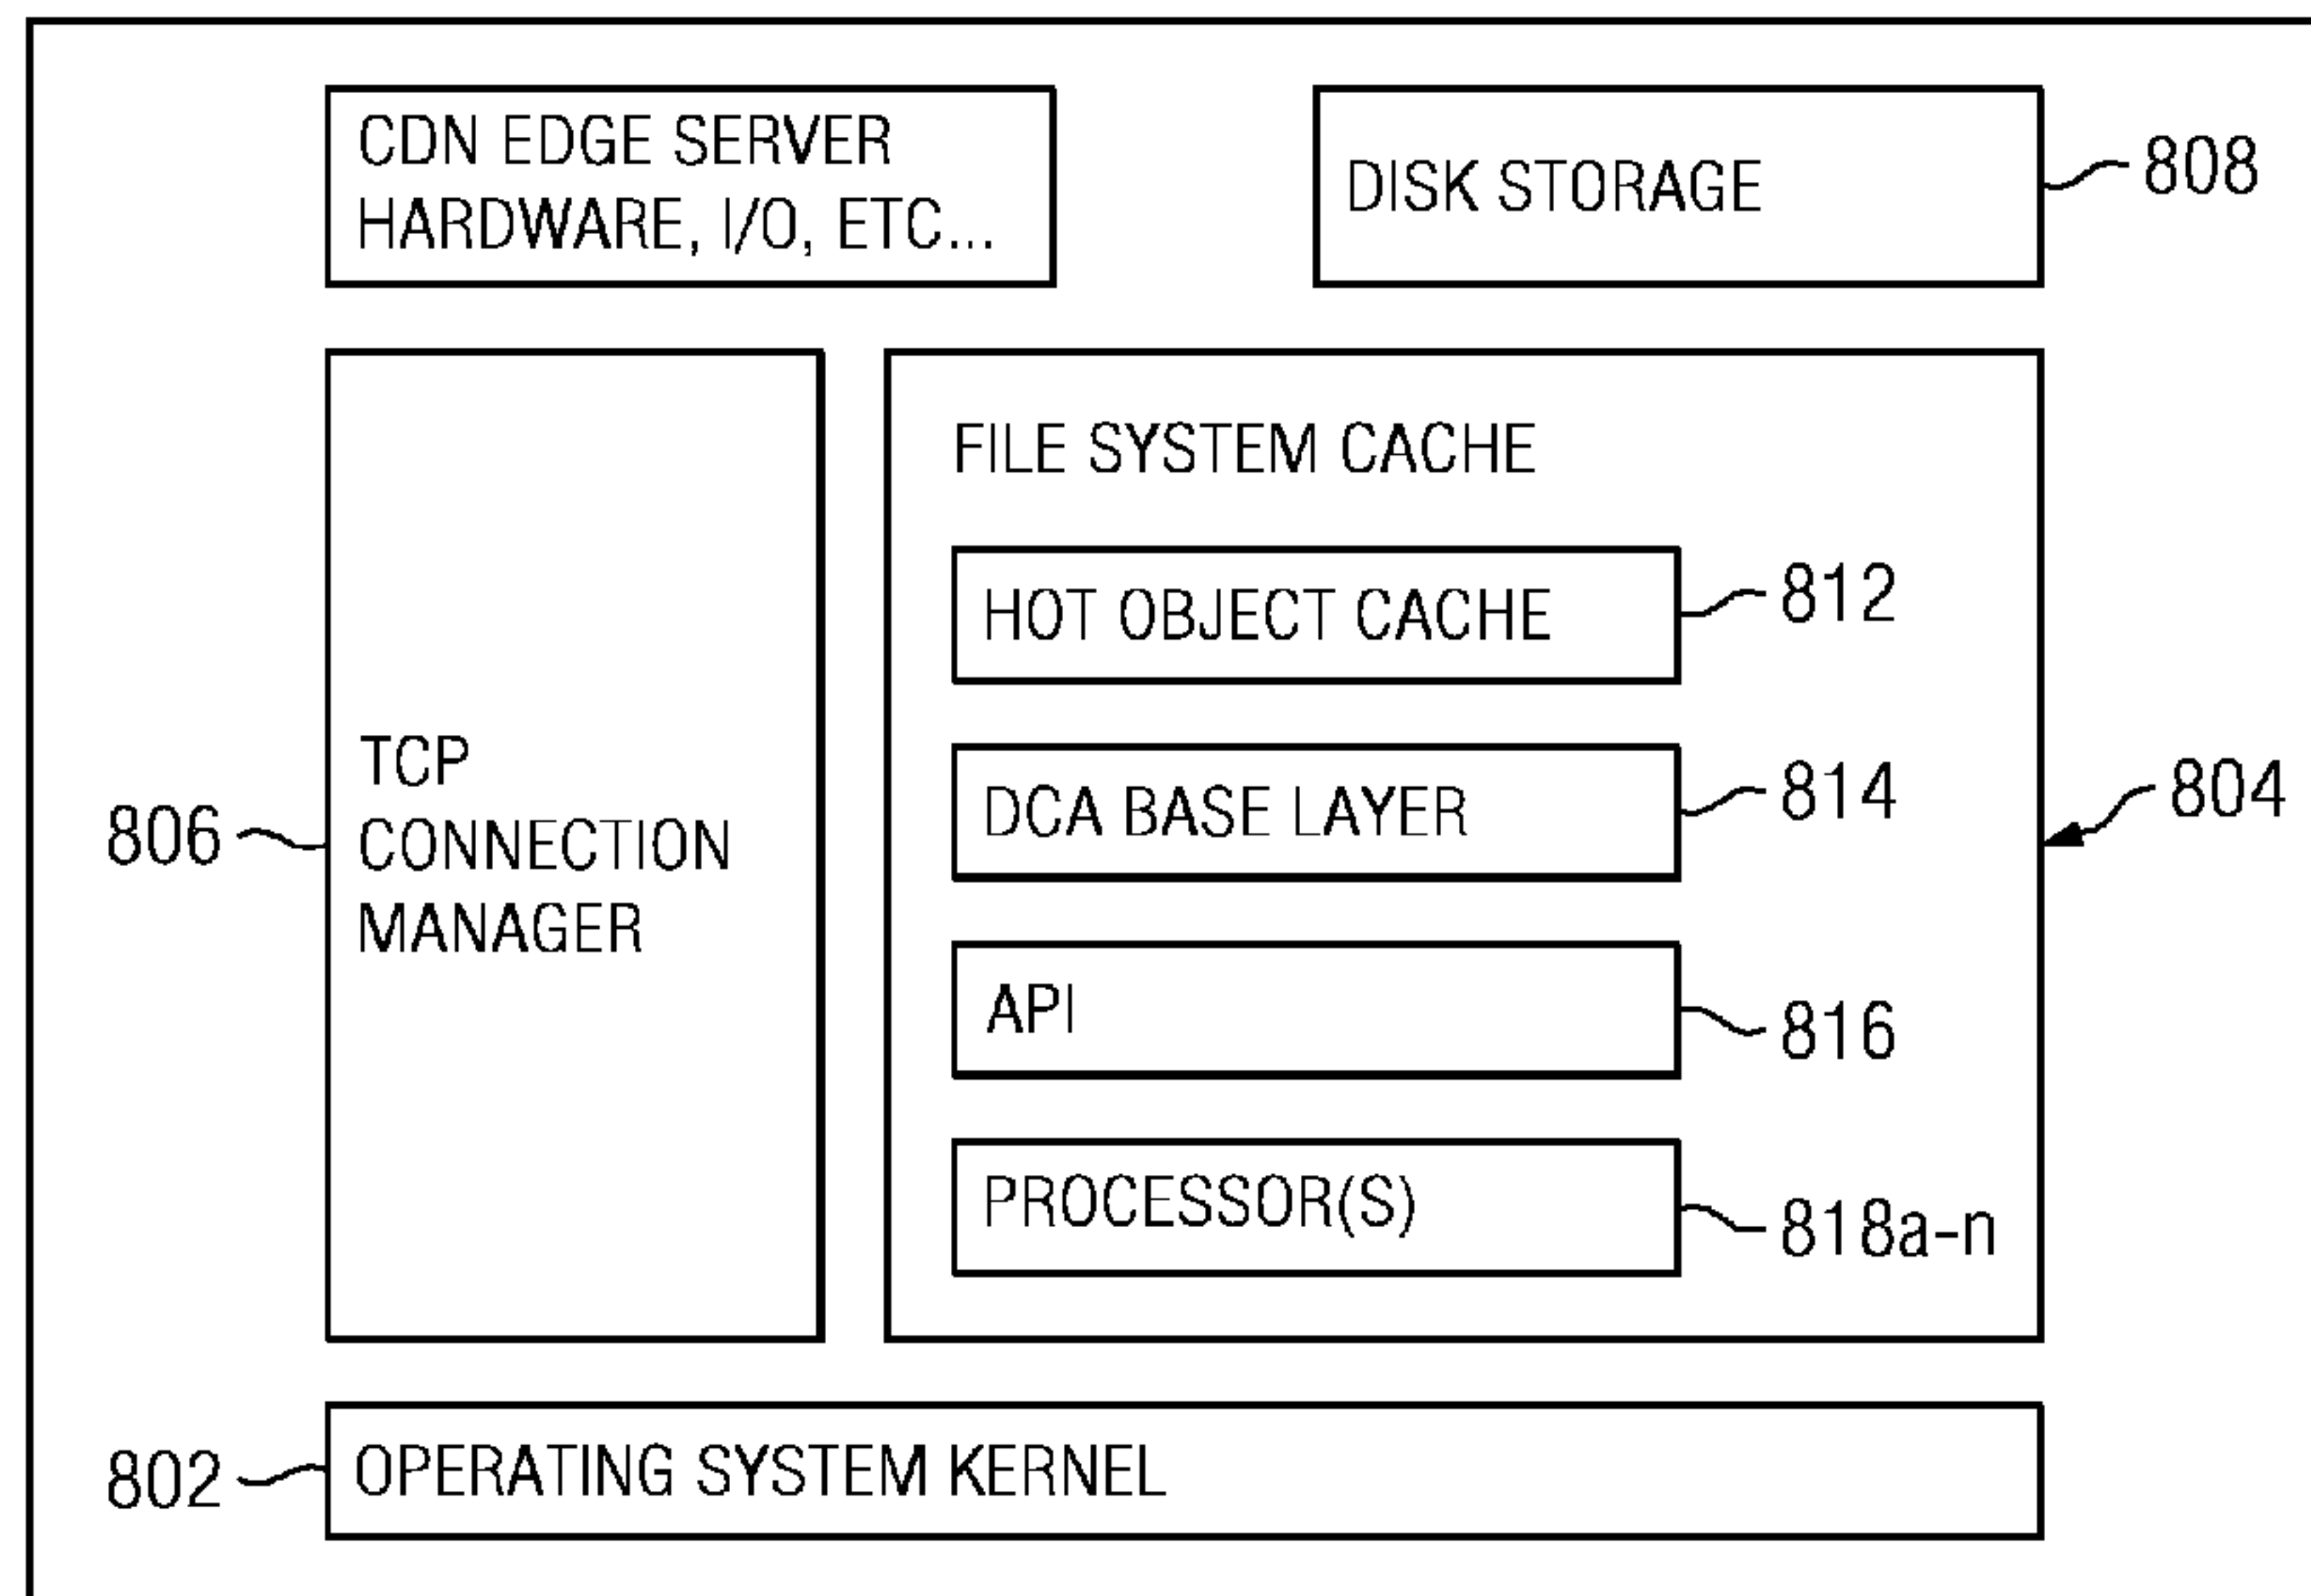 CDN EDGE SERVER
HARDWARE, I/O, ETC...
DISK STORAGE
808
FILE SYSTEM CACHE
HOT OBJECT CACHE
812
TCP
CONNECTION
MANAGER
806
DCA BASE LAYER
814
804
API
816
PROCESSOR(S)
818a-n
802
OPERATING SYSTEM KERNEL